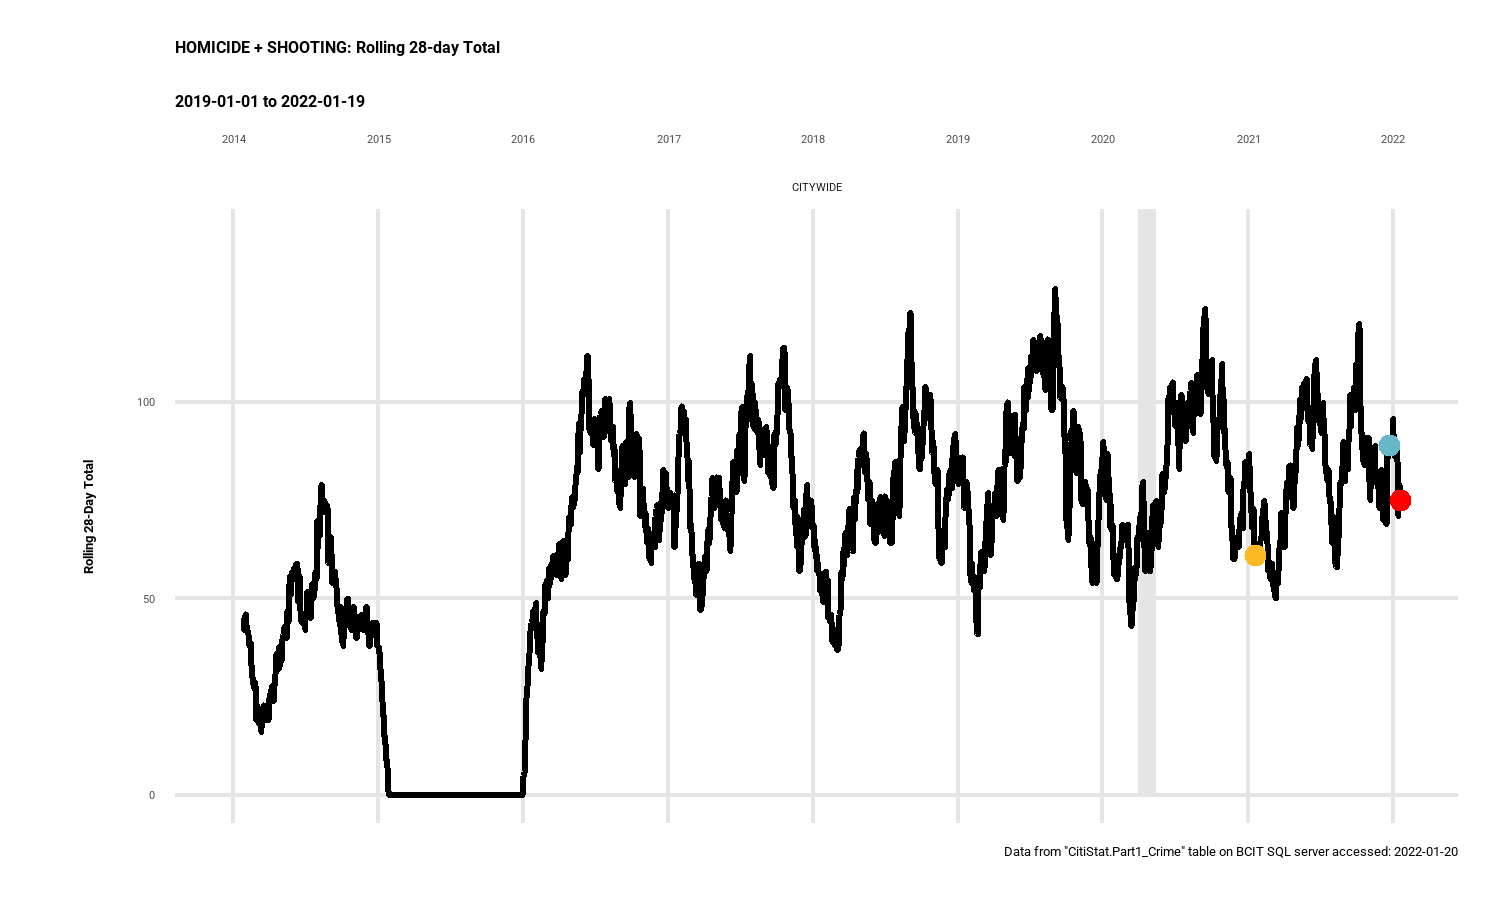 HOMICIDE + SHOOTING: Rolling 28-day Total
2019-01-01 to 2022-01-19
2014 2015 2016 2017 2018 2019 2020 2021 2022
CITYWIDE
100
Rolling 28-Day Total
50
0
Data from "CitiStat.Part1_Crime" table on BCIT SQL server accessed: 2022-01-20